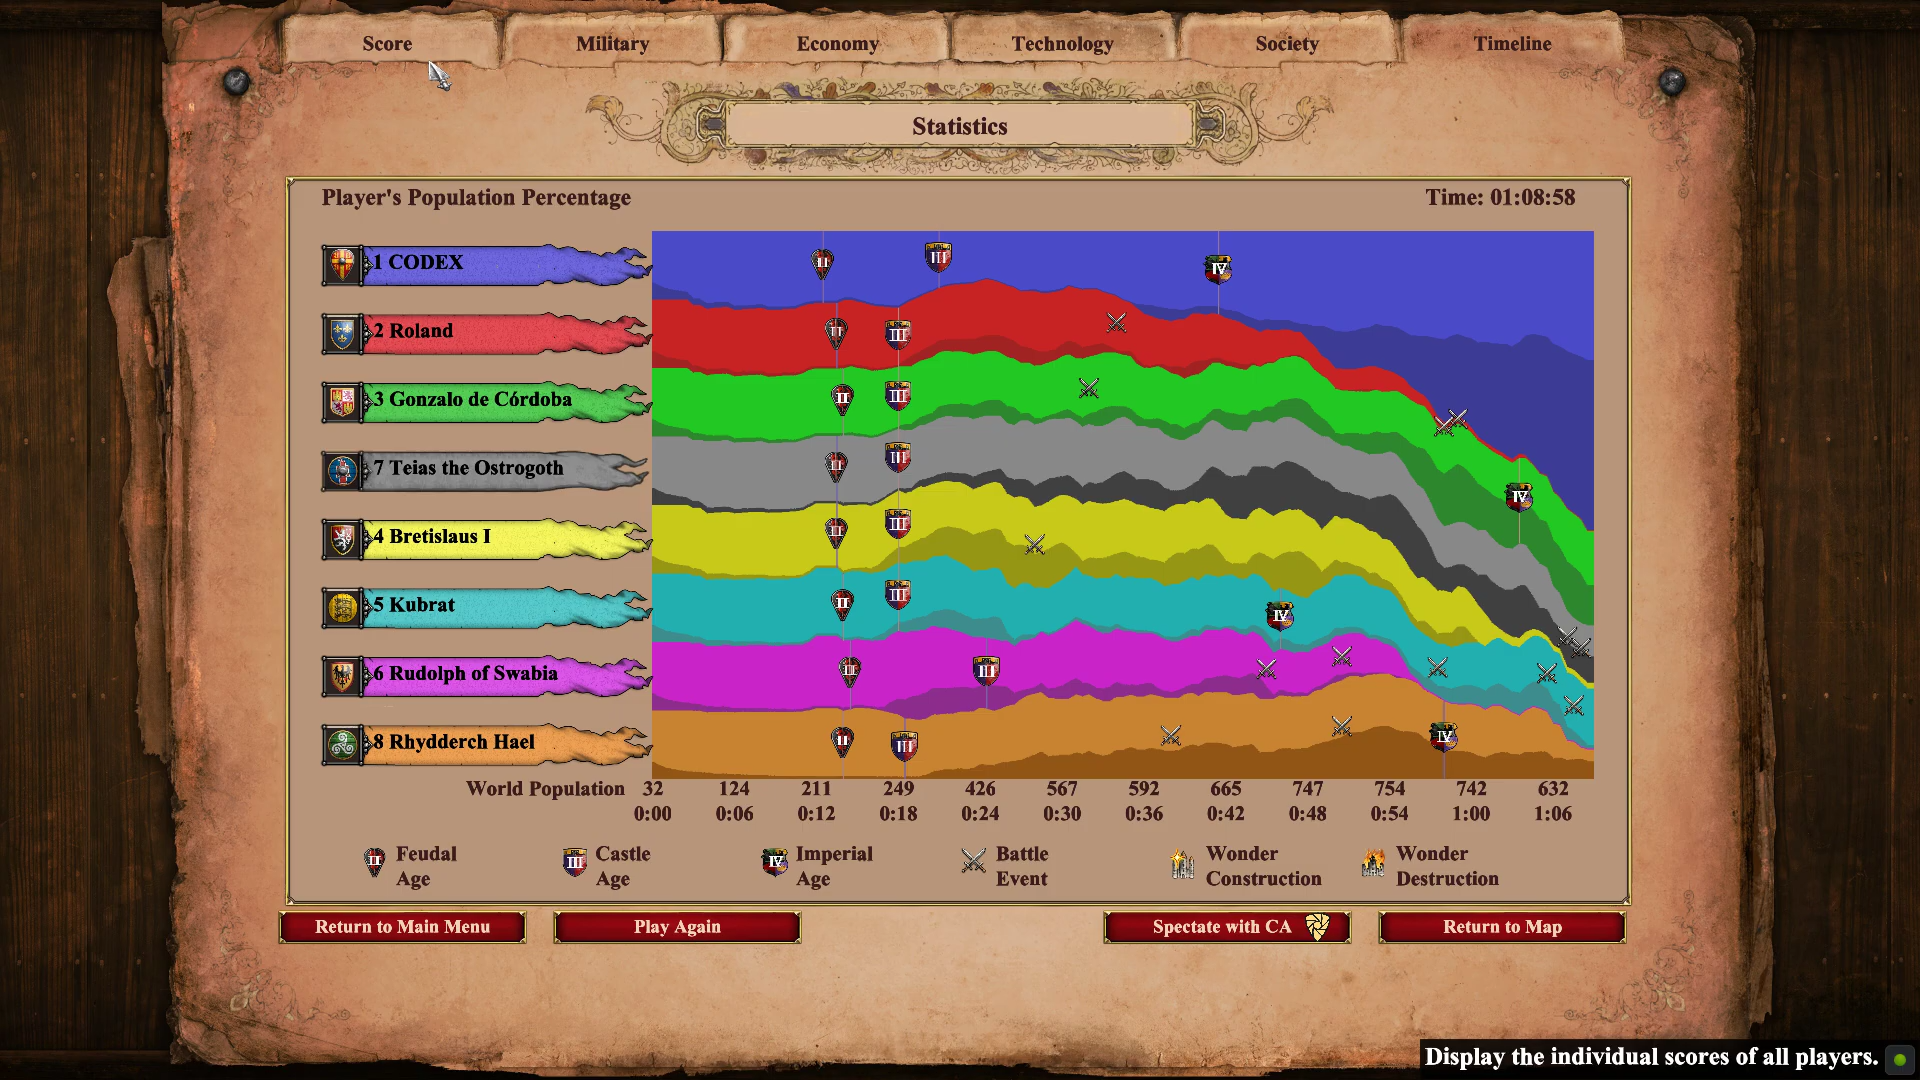 Score Military Economy Technology Society Timeline
Statistics
Player's Population Percentage
Time: 01:08:58
1 CODEX
2 Roland
3 Gonzalo de Córdoba
7 Teias the Ostrogoth
4 Bretislaus I
5 Kubrat
6 Rudolph of Swabia
8 Rhydderch Hael
World Population 32 124 211 249 426 567 592 665 747 754 742 632
0:00 0:06 0:12 0:18 0:24 0:30 0:36 0:42 0:48 0:54 1:00 1:06
Feudal Age
Castle Age
Imperial Age
Battle Event
Wonder Construction
Wonder Destruction
Return to Main Menu
Play Again
Spectate with CA
Return to Map
Display the individual scores of all players.